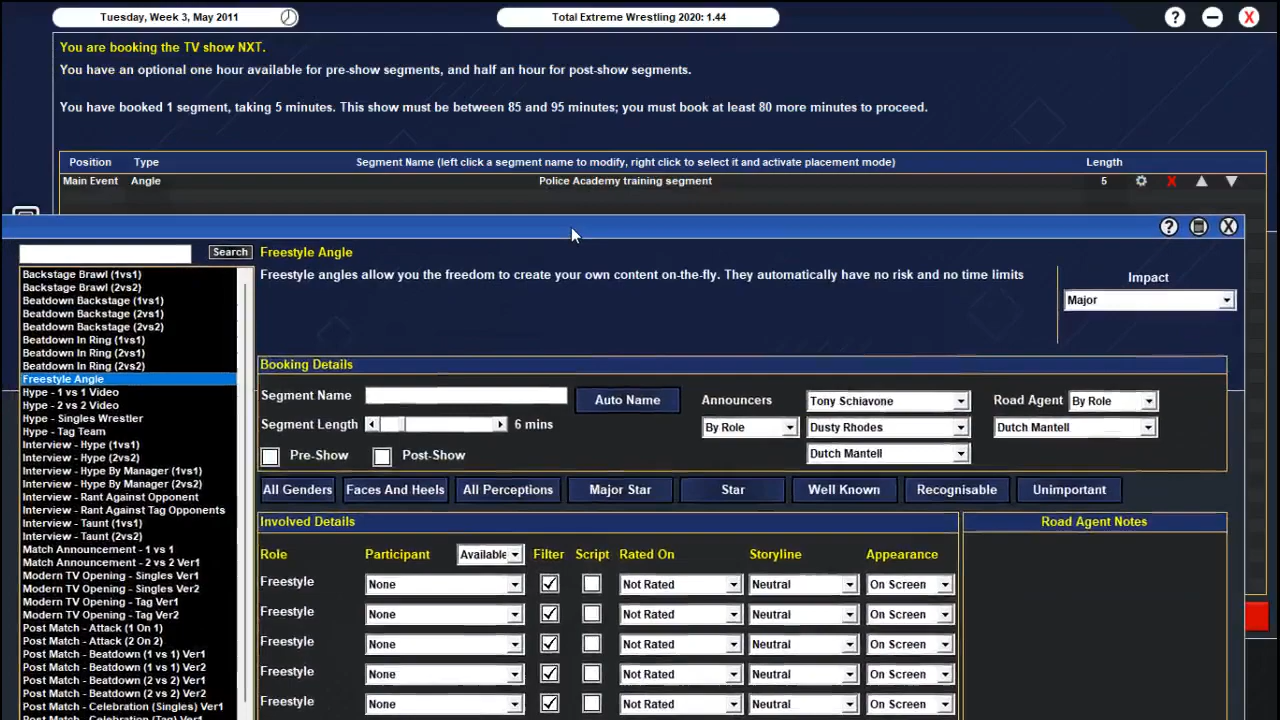 Tuesday, Week 3, May 2011
Total Extreme Wrestling 2020: 1.44
?
X
You are booking the TV show NXT.
You have an optional one hour available for pre-show segments, and half an hour for post-show segments.
You have booked 1 segment, taking 5 minutes. This show must be between 85 and 95 minutes; you must book at least 80 more minutes to proceed.
Position Type Segment Name (left click a segment name to modify, right click to select it and activate placement mode) Length
Main Event Angle Police Academy training segment 5 X
? X
Search
Freestyle Angle
Freestyle angles allow you the freedom to create your own content on-the-fly. They automatically have no risk and no time limits
Impact
Major
Backstage Brawl (1vs1)
Backstage Brawl (2vs2)
Beatdown Backstage (1vs1)
Beatdown Backstage (2vs1)
Beatdown Backstage (2vs2)
Beatdown In Ring (1vs1)
Beatdown In Ring (2vs1)
Beatdown In Ring (2vs2)
Freestyle Angle
Hype - 1 vs 1 Video
Hype - 2 vs 2 Video
Hype - Singles Wrestler
Hype - Tag Team
Interview - Hype (1vs1)
Interview - Hype (2vs2)
Interview - Hype By Manager (1vs1)
Interview - Hype By Manager (2vs2)
Interview - Rant Against Opponent
Interview - Rant Against Tag Opponents
Interview - Taunt (1vs1)
Interview - Taunt (2vs2)
Match Announcement - 1 vs 1
Match Announcement - 2 vs 2 Ver1
Modern TV Opening - Singles Ver1
Modern TV Opening - Singles Ver2
Modern TV Opening - Tag Ver1
Modern TV Opening - Tag Ver2
Post Match - Attack (1 On 1)
Post Match - Attack (2 On 2)
Post Match - Beatdown (1 vs 1) Ver1
Post Match - Beatdown (1 vs 1) Ver2
Post Match - Beatdown (2 vs 2) Ver1
Post Match - Beatdown (2 vs 2) Ver2
Post Match - Celebration (Singles) Ver1
Post Match - Celebration (Tag) Ver1
Booking Details
Segment Name Auto Name Announcers Tony Schiavone Road Agent By Role
Segment Length 6 mins By Role Dusty Rhodes Dutch Mantell
Pre-Show Post-Show Dutch Mantell
All Genders Faces And Heels All Perceptions Major Star Star Well Known Recognisable Unimportant
Involved Details Road Agent Notes
Role Participant Available Filter Script Rated On Storyline Appearance
Freestyle None Not Rated Neutral On Screen
Freestyle None Not Rated Neutral On Screen
Freestyle None Not Rated Neutral On Screen
Freestyle None Not Rated Neutral On Screen
Freestyle None Not Rated Neutral On Screen